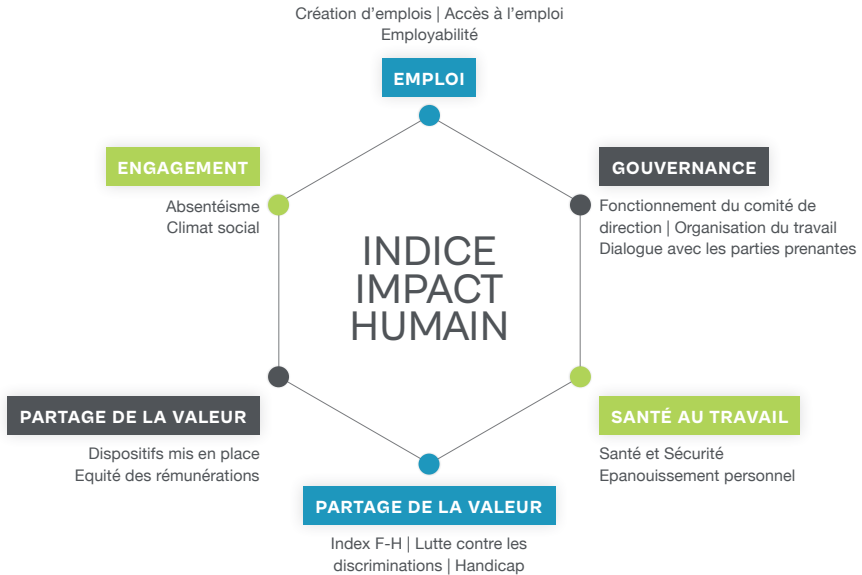 Création d'emplois | Accès à l'emploi
Employabilité
EMPLOI
ENGAGEMENT
Absentéisme
Climat social
GOUVERNANCE
Fonctionnement du comité de
direction | Organisation du travail
Dialogue avec les parties prenantes
INDICE
IMPACT
HUMAIN
PARTAGE DE LA VALEUR
Dispositifs mis en place
Equité des rémunérations
SANTÉ AU TRAVAIL
Santé et Sécurité
Epanouissement personnel
PARTAGE DE LA VALEUR
Index F-H | Lutte contre les
discriminations | Handicap